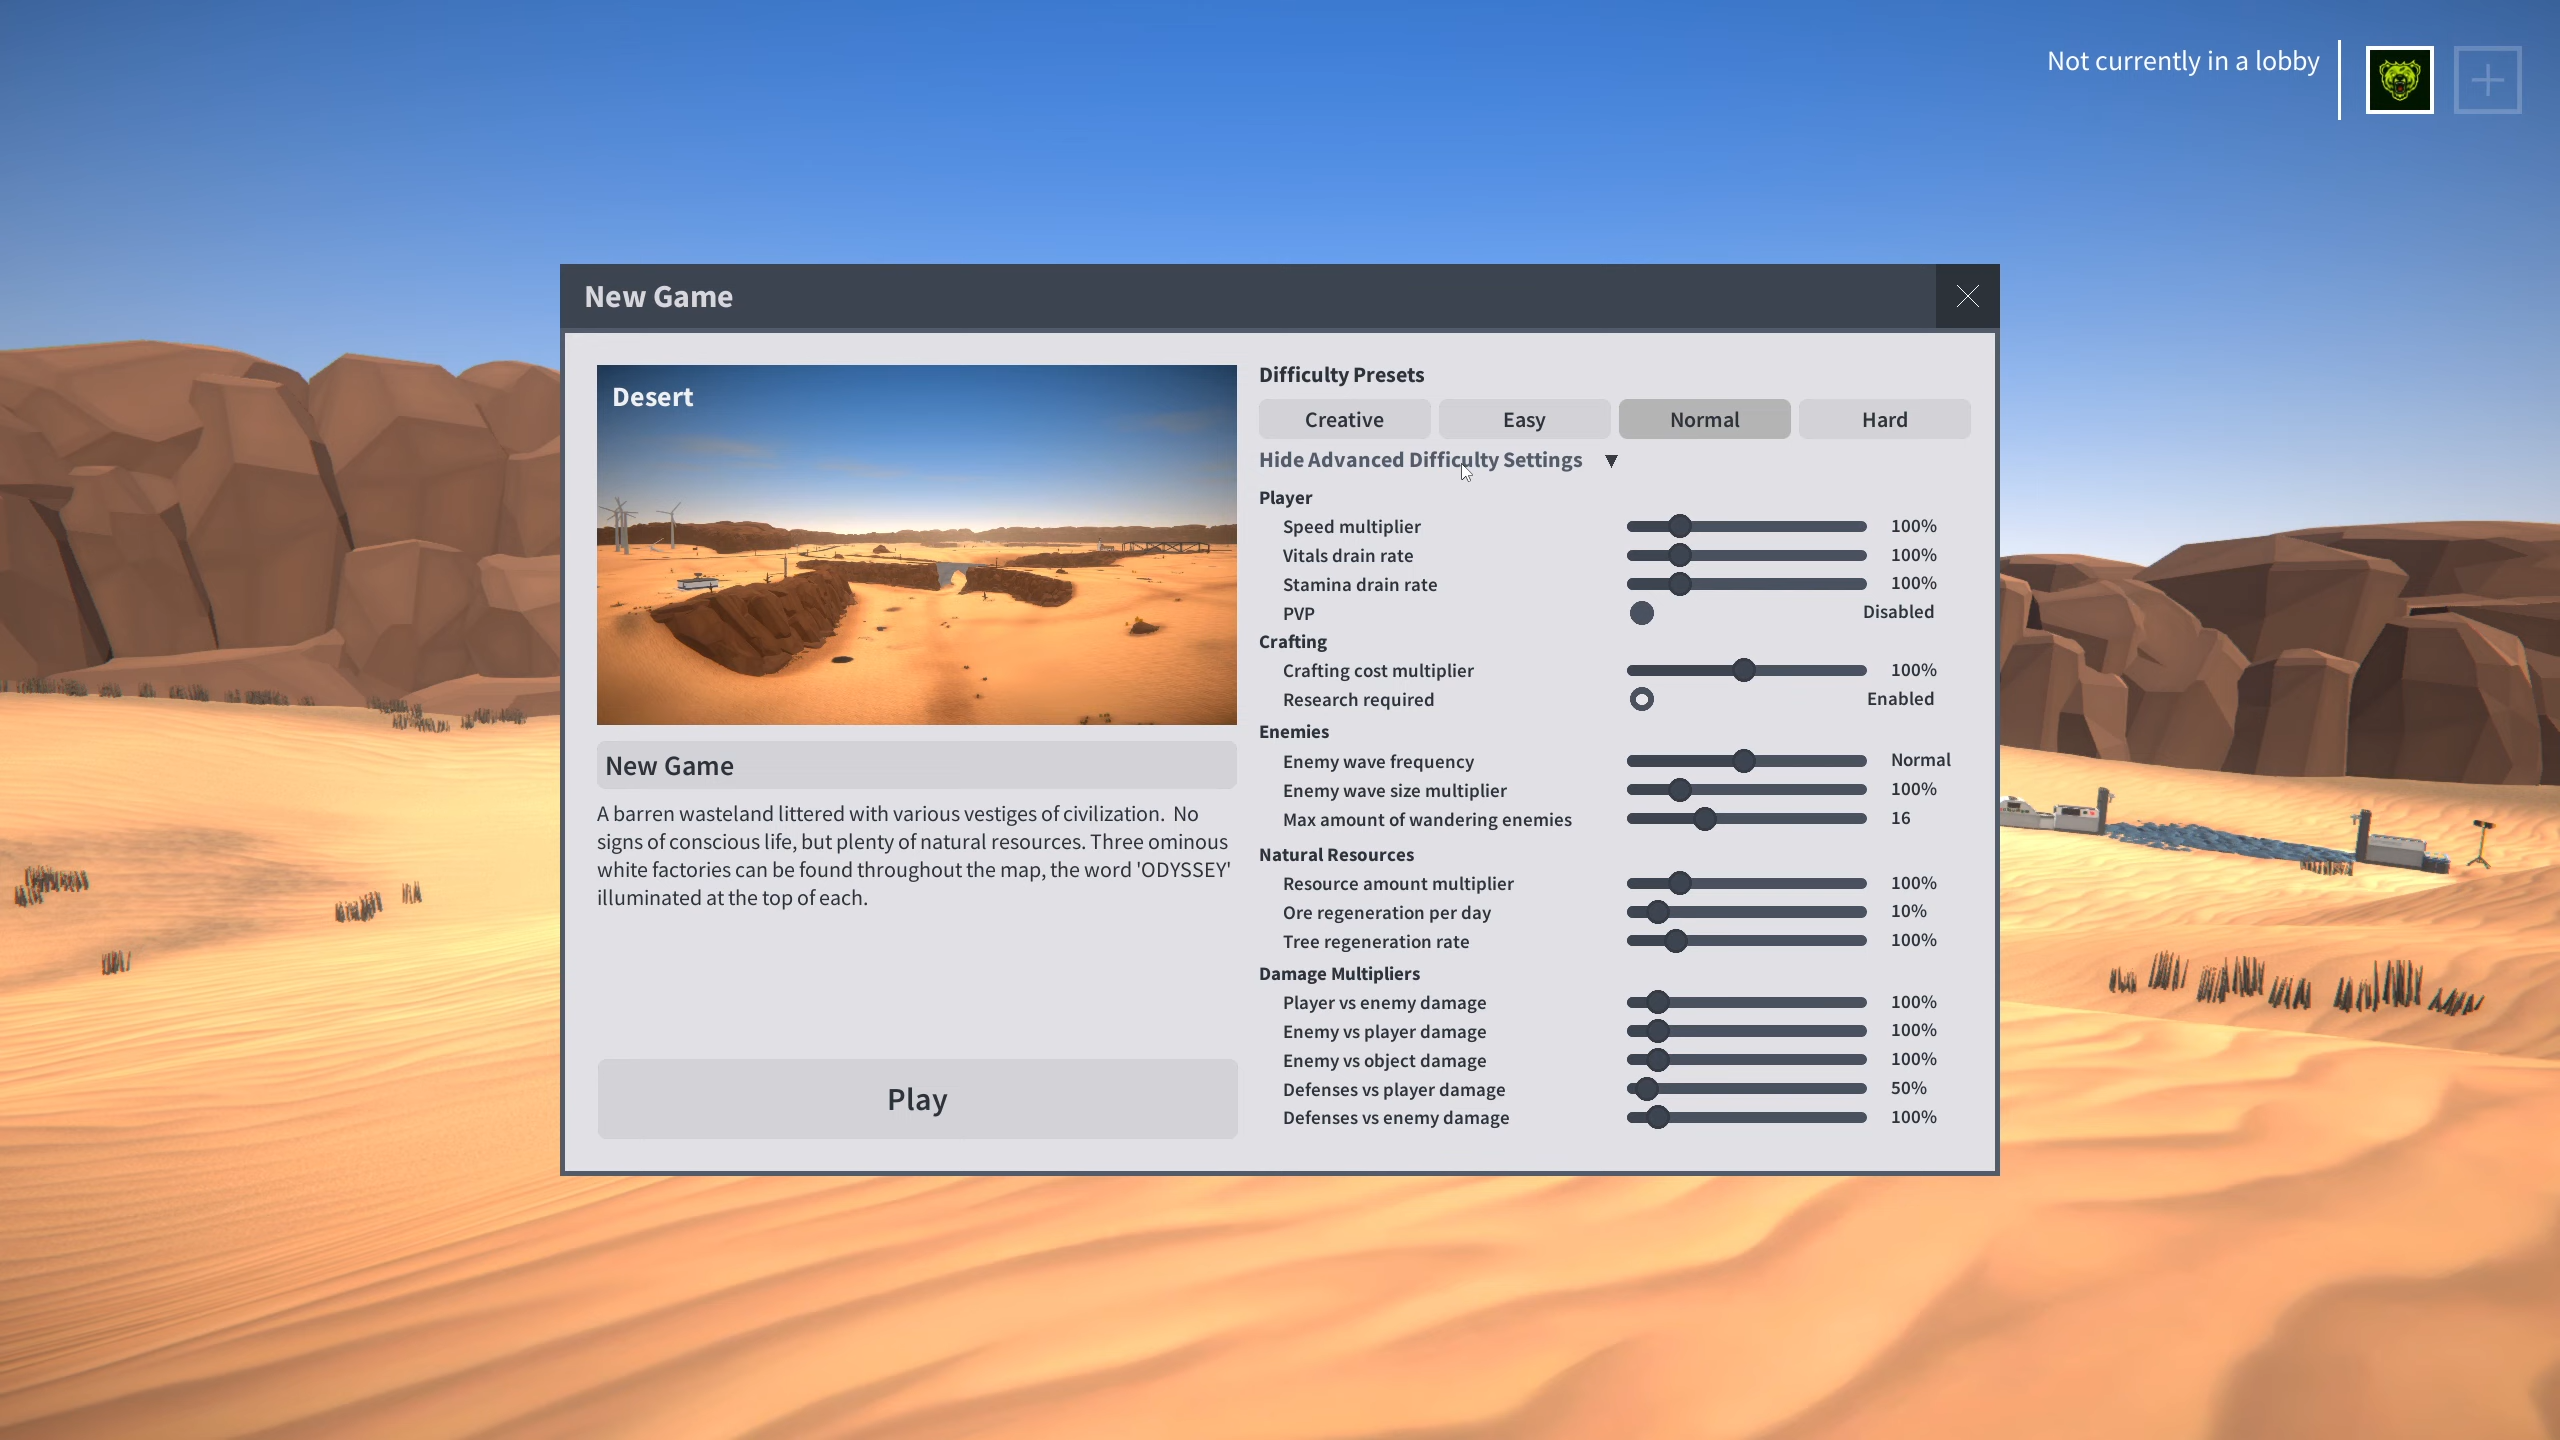 Not currently in a lobby
New Game
Desert
New Game
A barren wasteland littered with various vestiges of civilization.  No
signs of conscious life, but plenty of natural resources. Three ominous
white factories can be found throughout the map, the word 'ODYSSEY'
illuminated at the top of each.
Play
Difficulty Presets
Creative Easy Normal Hard
Hide Advanced Difficulty Settings ▼
Player
Speed multiplier 100%
Vitals drain rate 100%
Stamina drain rate 100%
PVP Disabled
Crafting
Crafting cost multiplier 100%
Research required Enabled
Enemies
Enemy wave frequency Normal
Enemy wave size multiplier 100%
Max amount of wandering enemies 16
Natural Resources
Resource amount multiplier 100%
Ore regeneration per day 10%
Tree regeneration rate 100%
Damage Multipliers
Player vs enemy damage 100%
Enemy vs player damage 100%
Enemy vs object damage 100%
Defenses vs player damage 50%
Defenses vs enemy damage 100%